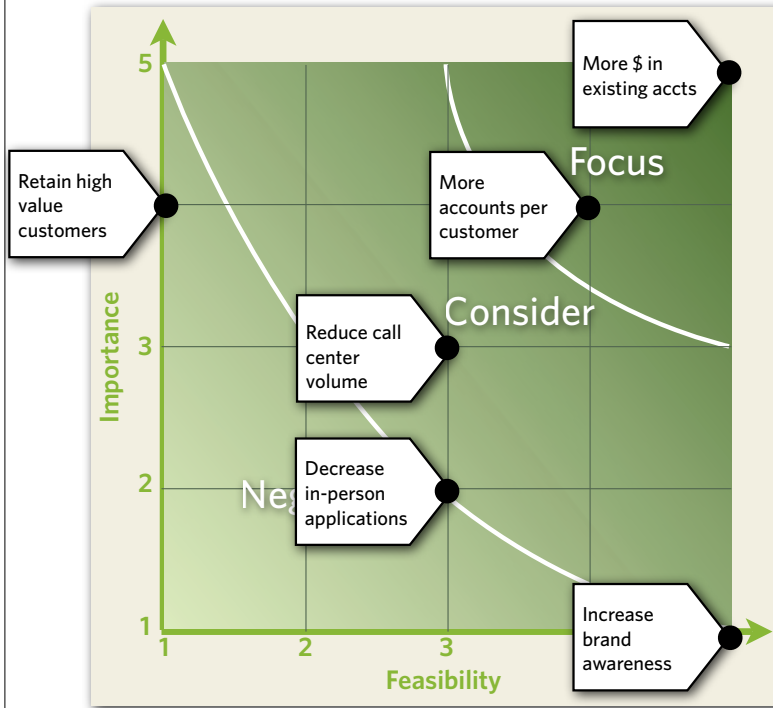 5
More $ in
existing accts
Focus
Retain high
value
customers
More
accounts per
customer
Consider
Importance
3
Reduce call
center
volume
2
Decrease
in-person
applications
1
1
2
3
Increase
brand
awareness
Feasibility